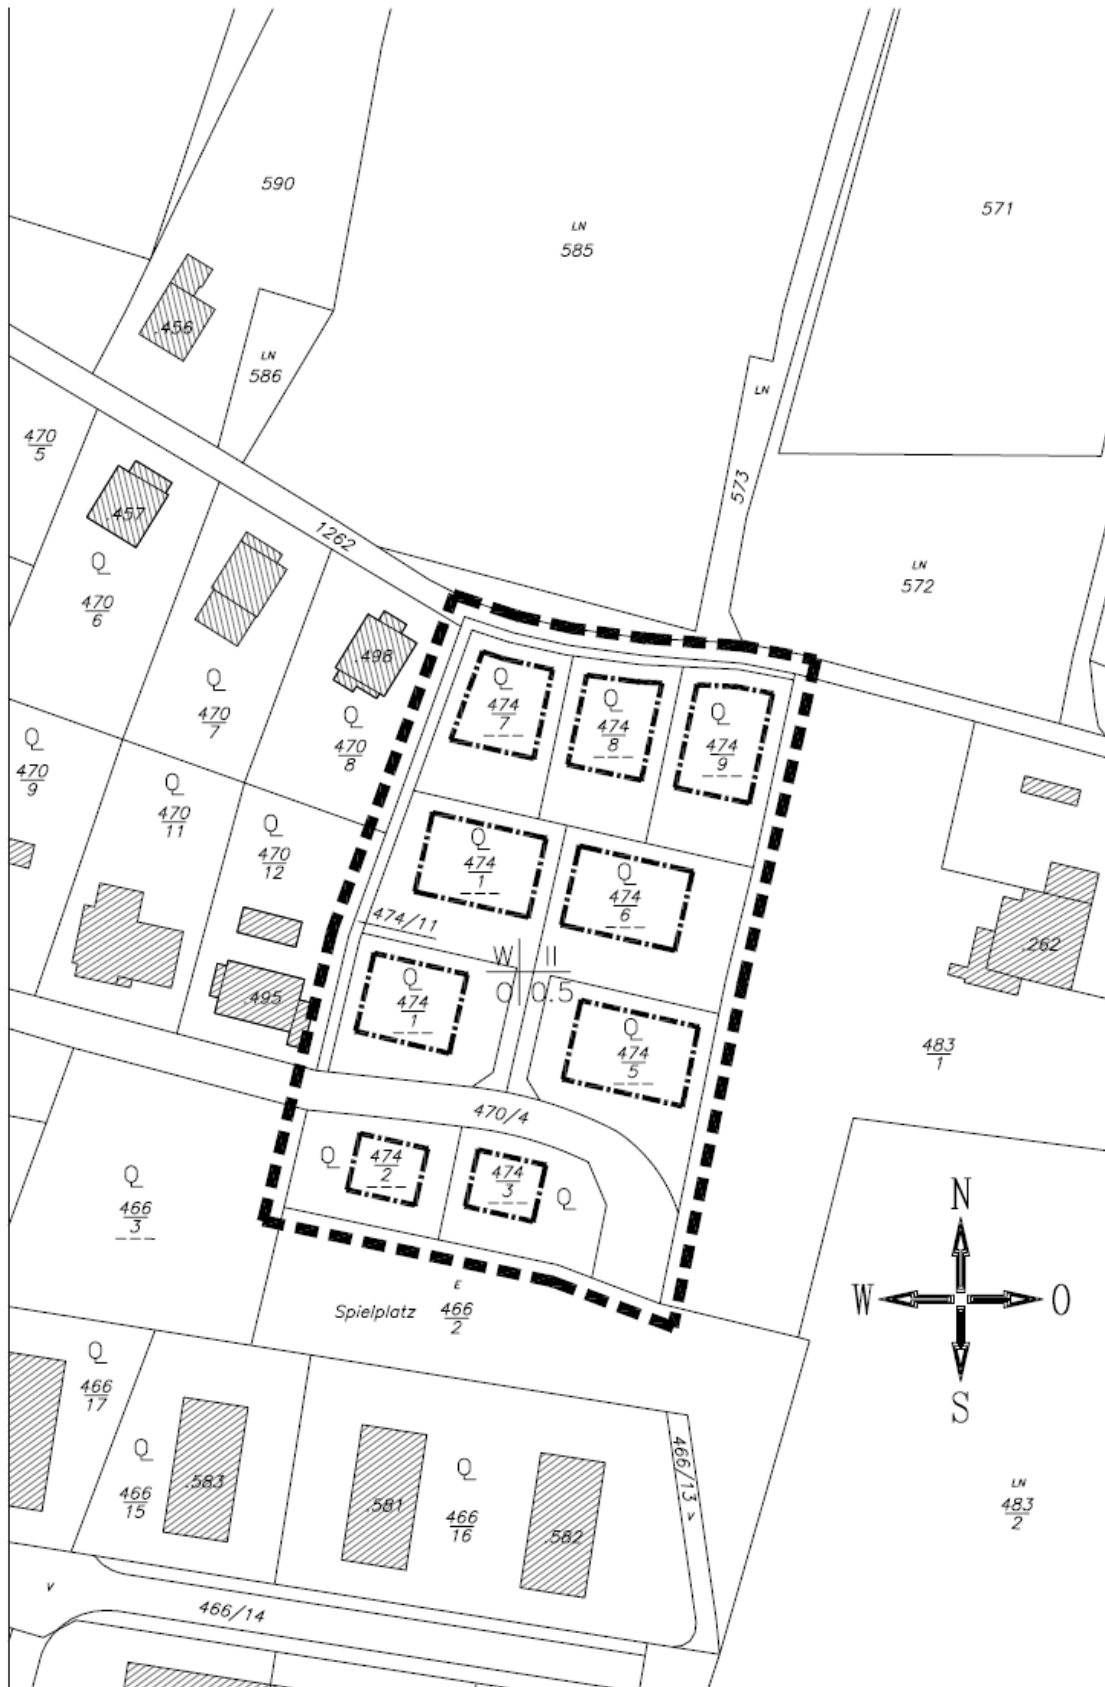 590
LN
585
571
.456
LN
586
LN
470
5
573
.457
1262
LN
572
Q
470
6
.498
Q
470
7
Q
470
8
Q
474
7
Q
474
8
Q
474
9
Q
470
9
Q
470
11
Q
470
12
Q
474
1
Q
474
6
474/11
W II
O 0.5
.262
.495
Q
474
1
Q
474
5
483
1
470/4
Q
474
2
474
3
Q
Q
466
3
N
W O
S
E
Spielplatz 466
2
Q
466
17
Q
466
15
.583
.581
Q
466
16
.582
466/13 v
LN
483
2
v
466/14